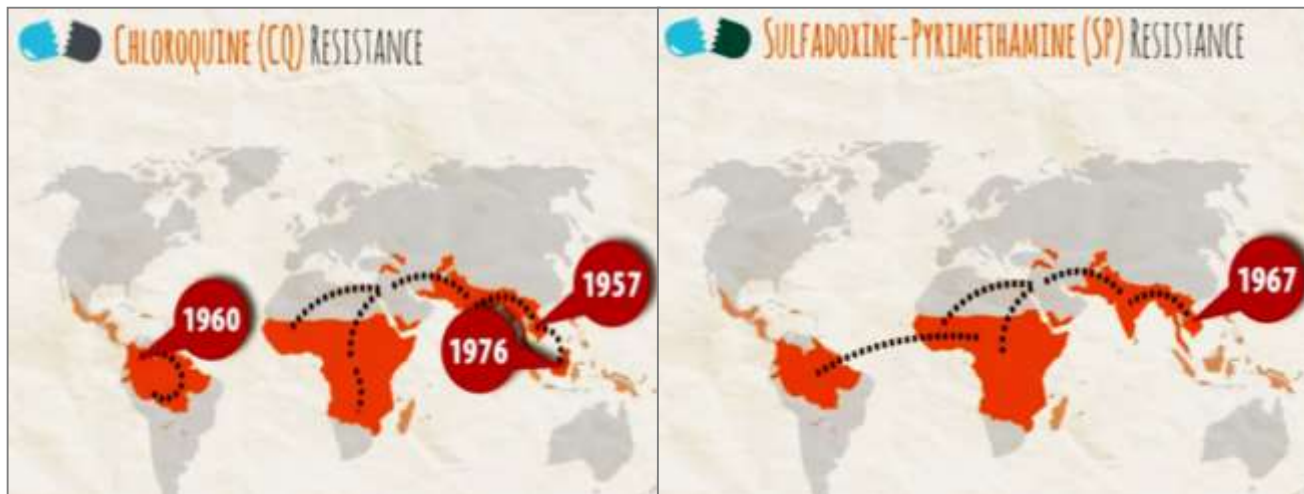 CHLOROQUINE (CQ) RESISTANCE
1960
1957
1976
SULFADOXINE-PYRIMETHAMINE (SP) RESISTANCE
1967